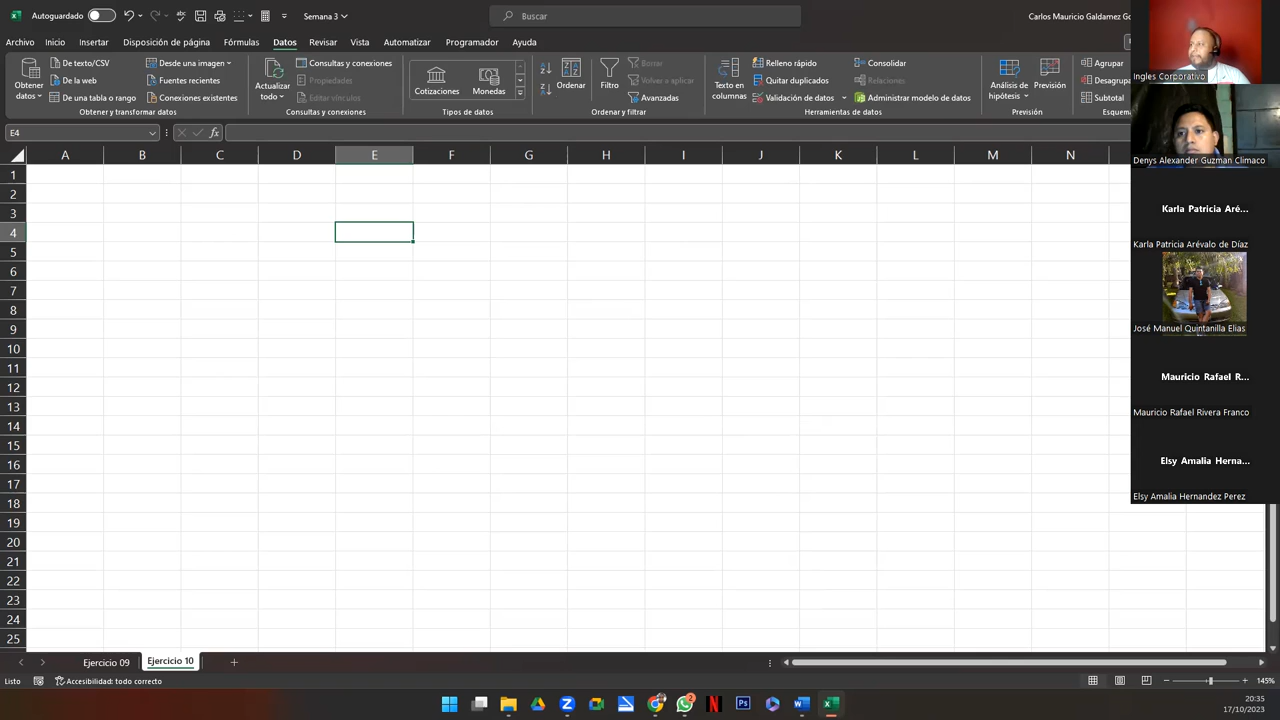 Autoguardado
Semana 3
Buscar
Carlos Mauricio Galdamez Go
Archivo Inicio Insertar Disposición de página Fórmulas Datos Revisar Vista Automatizar Programador Ayuda
Obtener datos
De texto/CSV
De la web
De una tabla o rango
Desde una imagen
Fuentes recientes
Conexiones existentes
Obtener y transformar datos
Actualizar todo
Consultas y conexiones
Propiedades
Editar vínculos
Consultas y conexiones
Cotizaciones
Monedas
Tipos de datos
Ordenar
Filtro
Borrar
Volver a aplicar
Avanzadas
Ordenar y filtrar
Texto en columnas
Relleno rápido
Quitar duplicados
Validación de datos
Consolidar
Relaciones
Administrar modelo de datos
Herramientas de datos
Análisis de hipótesis
Previsión
Previsión
Agrupar
Desagrupa
Subtotal
Esquema
E4
fx
A B C D E F G H I J K L M N
1
2
3
4
5
6
7
8
9
10
11
12
13
14
15
16
17
18
19
20
21
22
23
24
25
Ingles Corporativo
Denys Alexander Guzman Climaco
Karla Patricia Aré...
Karla Patricia Arévalo de Díaz
José Manuel Quintanilla Elias
Mauricio Rafael R...
Mauricio Rafael Rivera Franco
Elsy Amalia Herna...
Elsy Amalia Hernandez Perez
Ejercicio 09 Ejercicio 10
Listo
Accesibilidad: todo correcto
145%
2
20:35
17/10/2023